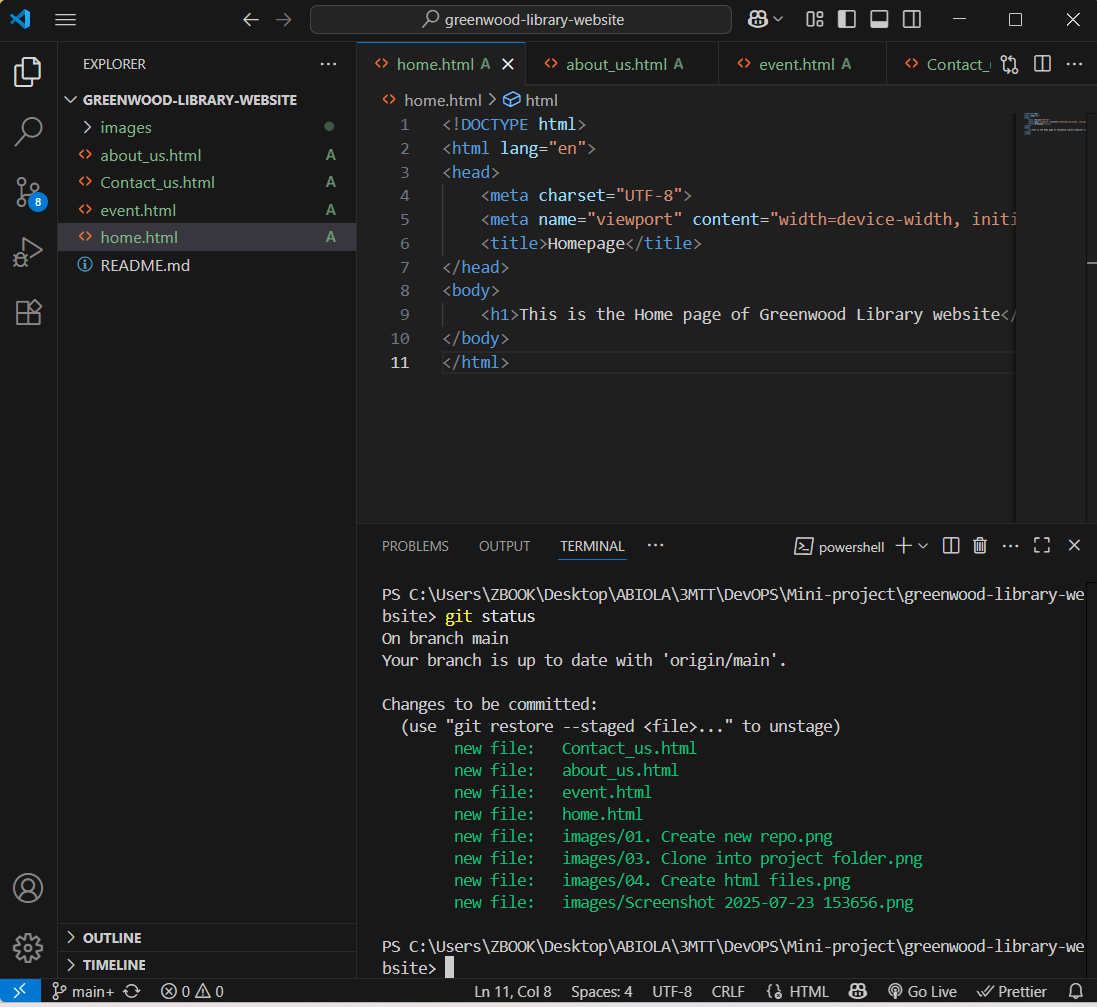 greenwood-library-website
EXPLORER
GREENWOOD-LIBRARY-WEBSITE
images
about_us.html A
Contact_us.html A
event.html A
home.html A
README.md
8
OUTLINE
TIMELINE
home.html A
about_us.html A
event.html A
Contact_
home.html > html
1 <!DOCTYPE html>
2 <html lang="en">
3 <head>
4 <meta charset="UTF-8">
5 <meta name="viewport" content="width=device-width, initi
6 <title>Homepage</title>
7 </head>
8 <body>
9 <h1>This is the Home page of Greenwood Library website</
10 </body>
11 </html>
PROBLEMS OUTPUT TERMINAL
powershell
PS C:\Users\ZBOOK\Desktop\ABIOLA\3MTT\DevOPS\Mini-project\greenwood-library-we
bsite> git status
On branch main
Your branch is up to date with 'origin/main'.
Changes to be committed:
(use "git restore --staged <file>..." to unstage)
new file: Contact_us.html
new file: about_us.html
new file: event.html
new file: home.html
new file: images/01. Create new repo.png
new file: images/03. Clone into project folder.png
new file: images/04. Create html files.png
new file: images/Screenshot 2025-07-23 153656.png
PS C:\Users\ZBOOK\Desktop\ABIOLA\3MTT\DevOPS\Mini-project\greenwood-library-we
bsite>
main+ 0 0 Ln 11, Col 8 Spaces: 4 UTF-8 CRLF HTML Go Live Prettier